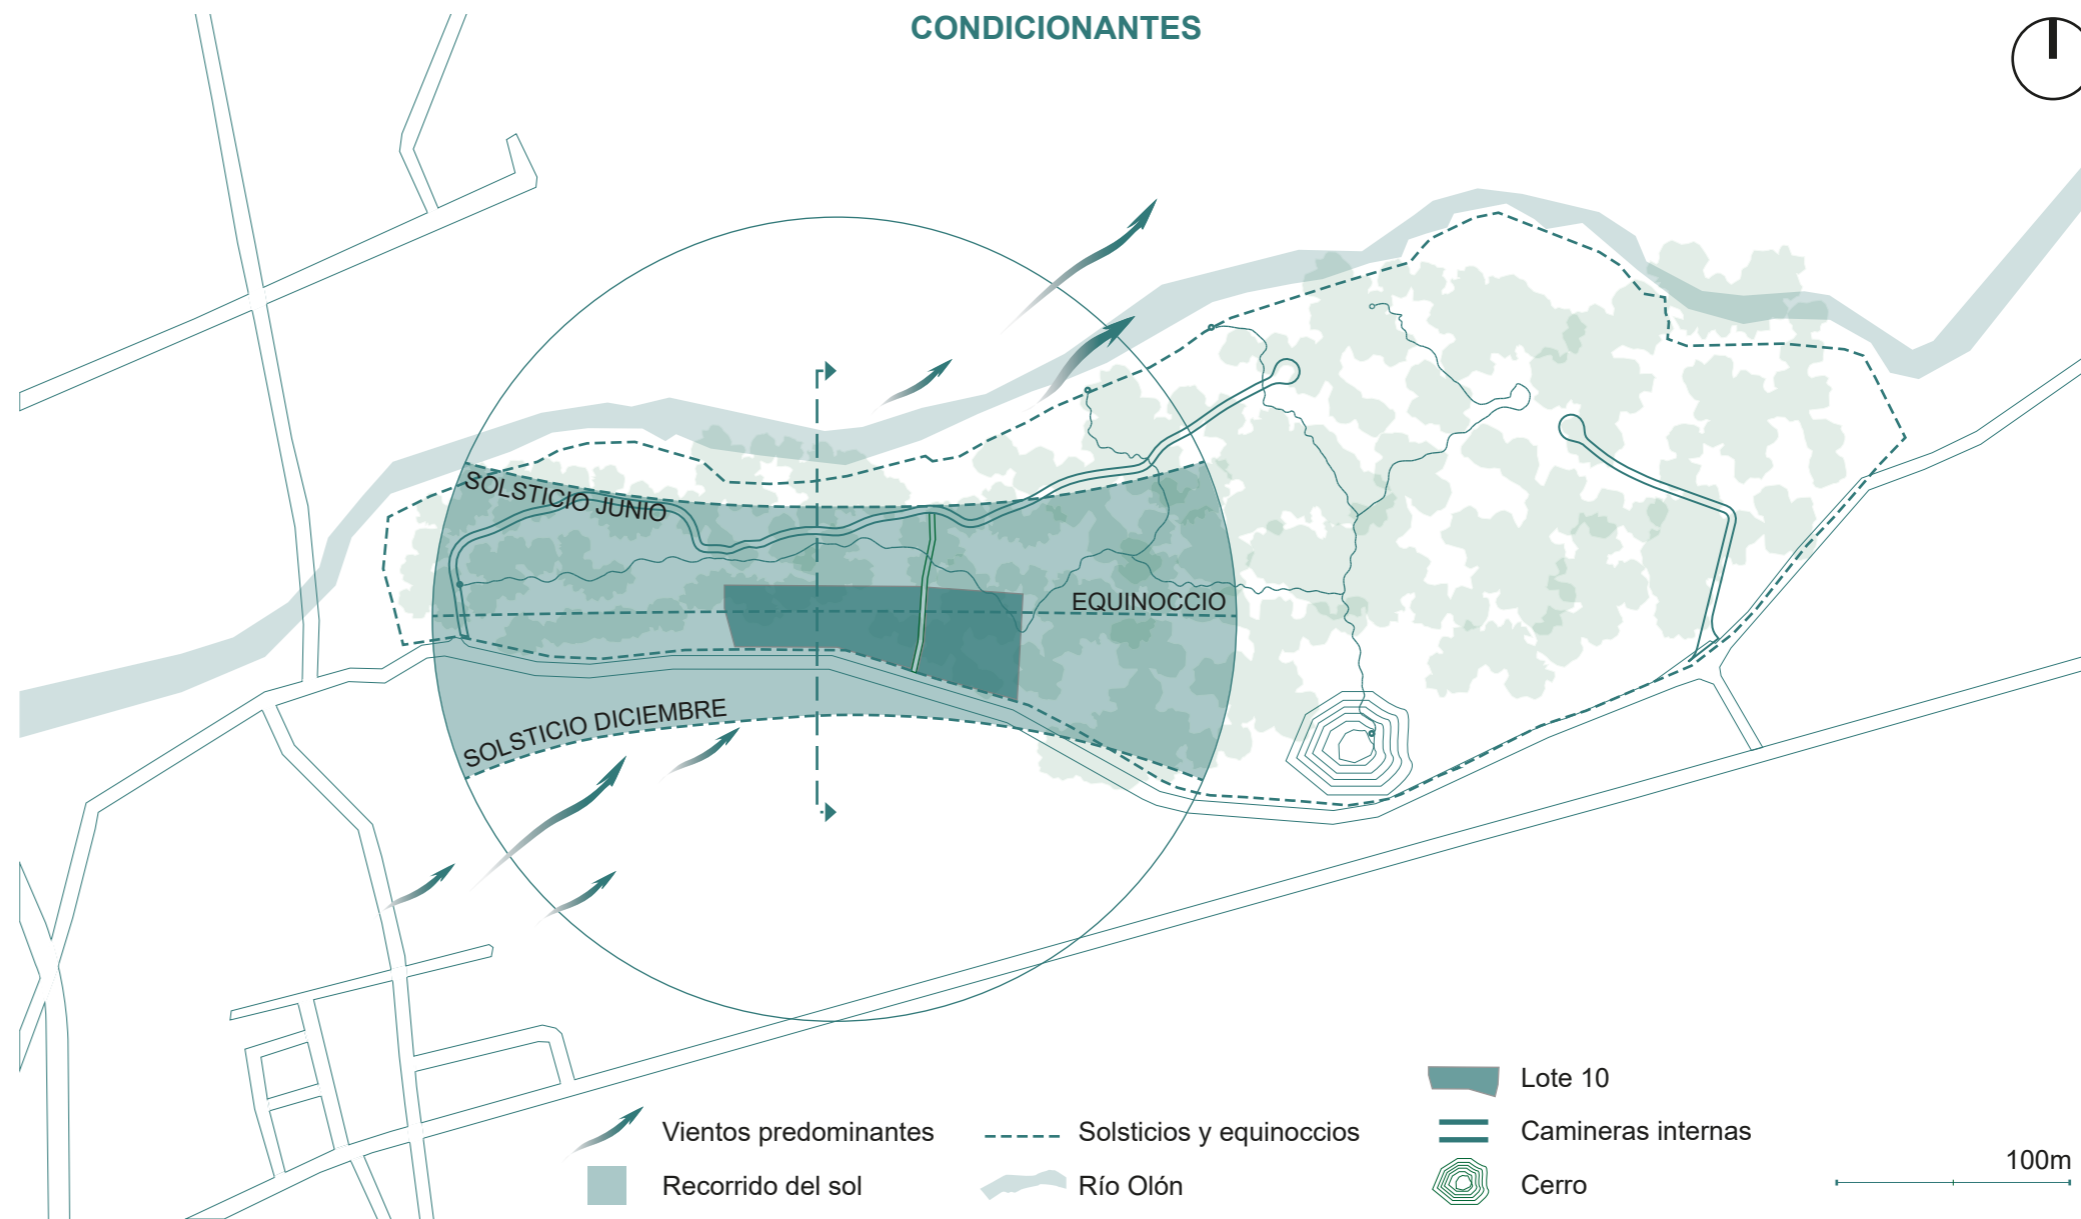 CONDICIONANTES
SOLSTICIO JUNIO
EQUINOCCIO
SOLSTICIO DICIEMBRE
Lote 10
Vientos predominantes
Solsticios y equinoccios
Camineras internas
Recorrido del sol
Río Olón
Cerro
100m